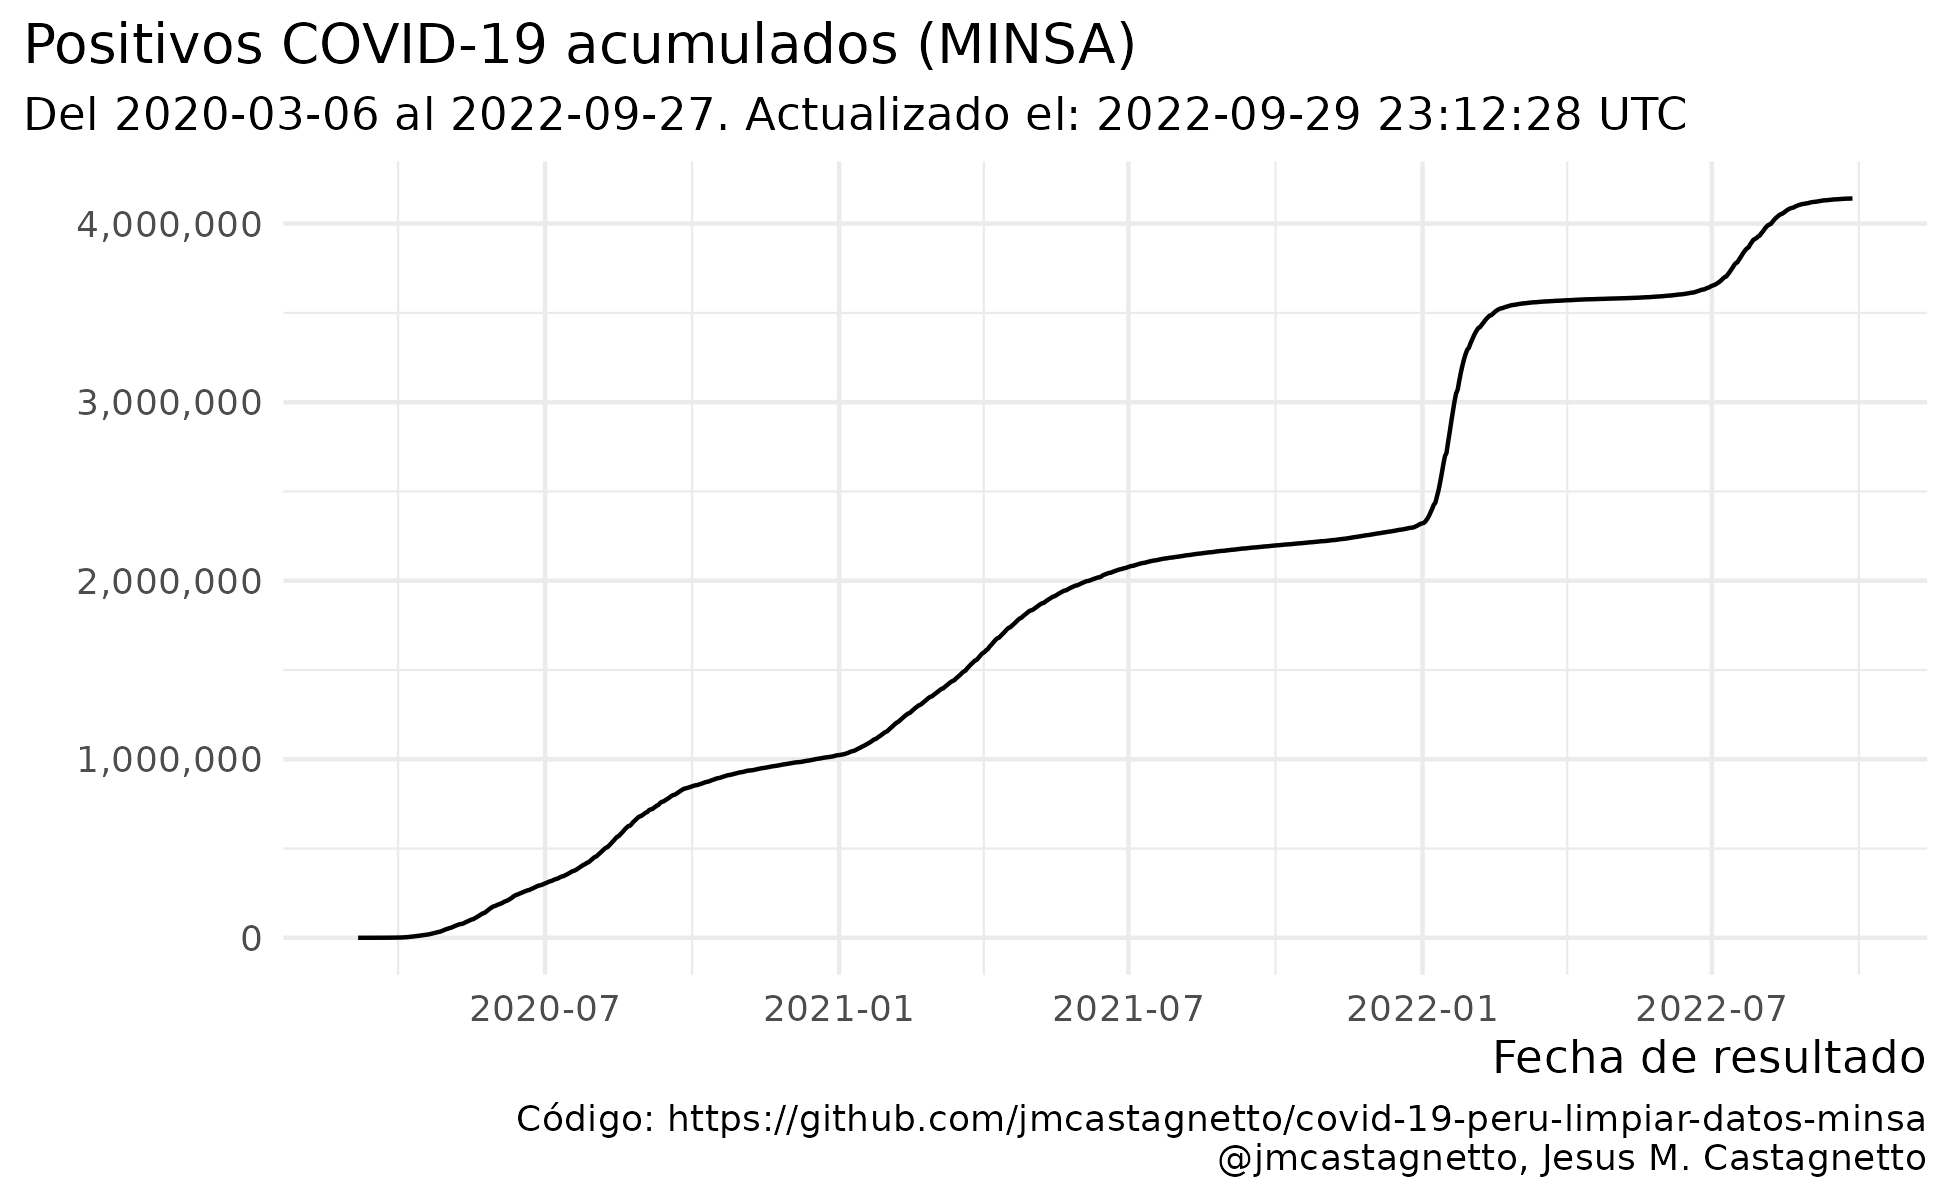 Positivos COVID-19 acumulados (MINSA)
Del 2020-03-06 al 2022-09-27. Actualizado el: 2022-09-29 23:12:28 UTC
4,000,000
3,000,000
2,000,000
1,000,000
0
2020-07 2021-01 2021-07 2022-01 2022-07
Fecha de resultado
Código: https://github.com/jmcastagnetto/covid-19-peru-limpiar-datos-minsa
@jmcastagnetto, Jesus M. Castagnetto